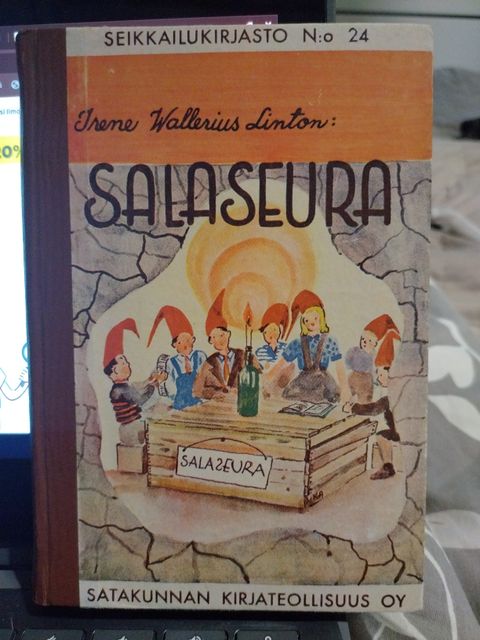 SEIKKAILUKIRJASTO N:o 24
Irene Wallerius Linton:
SALASEURA
SALASEURA
SATAKUNNAN KIRJATEOLLISUUS OY